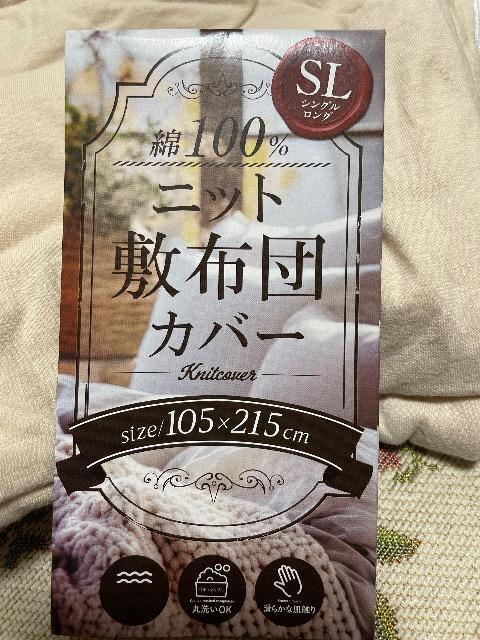 SL
シングル
ロング
綿100%
ニット
敷布団
カバー
Knitcover
size/105×215cm
丸洗いOK
滑らかな肌触り